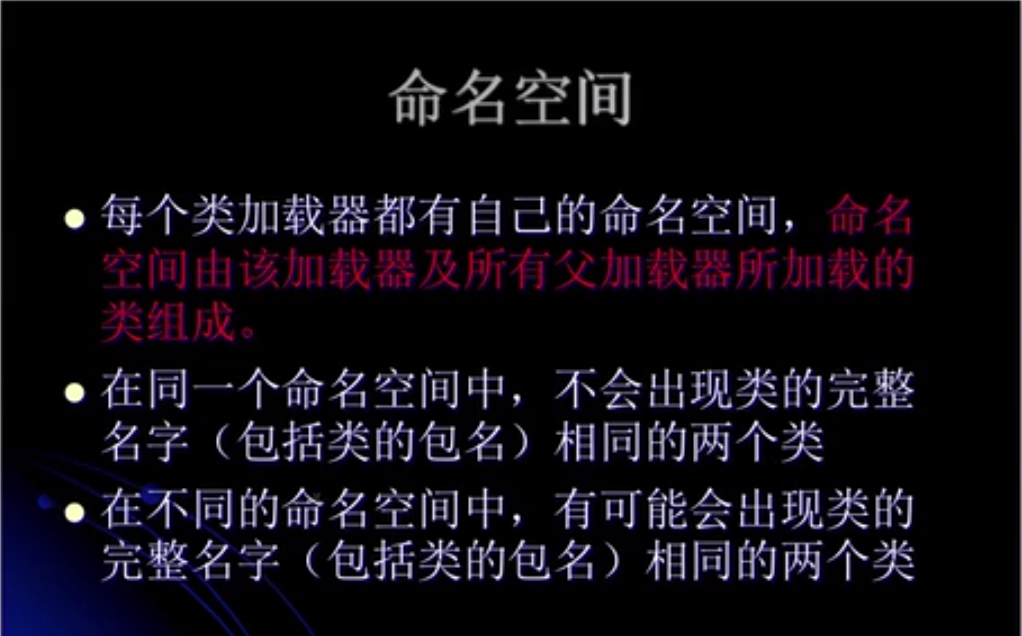 命名空间
每个类加载器都有自己的命名空间，命名
空间由该加载器及所有父加载器所加载的
类组成。
在同一个命名空间中，不会出现类的完整
名字（包括类的包名）相同的两个类
在不同的命名空间中，有可能会出现类的
完整名字（包括类的包名）相同的两个类